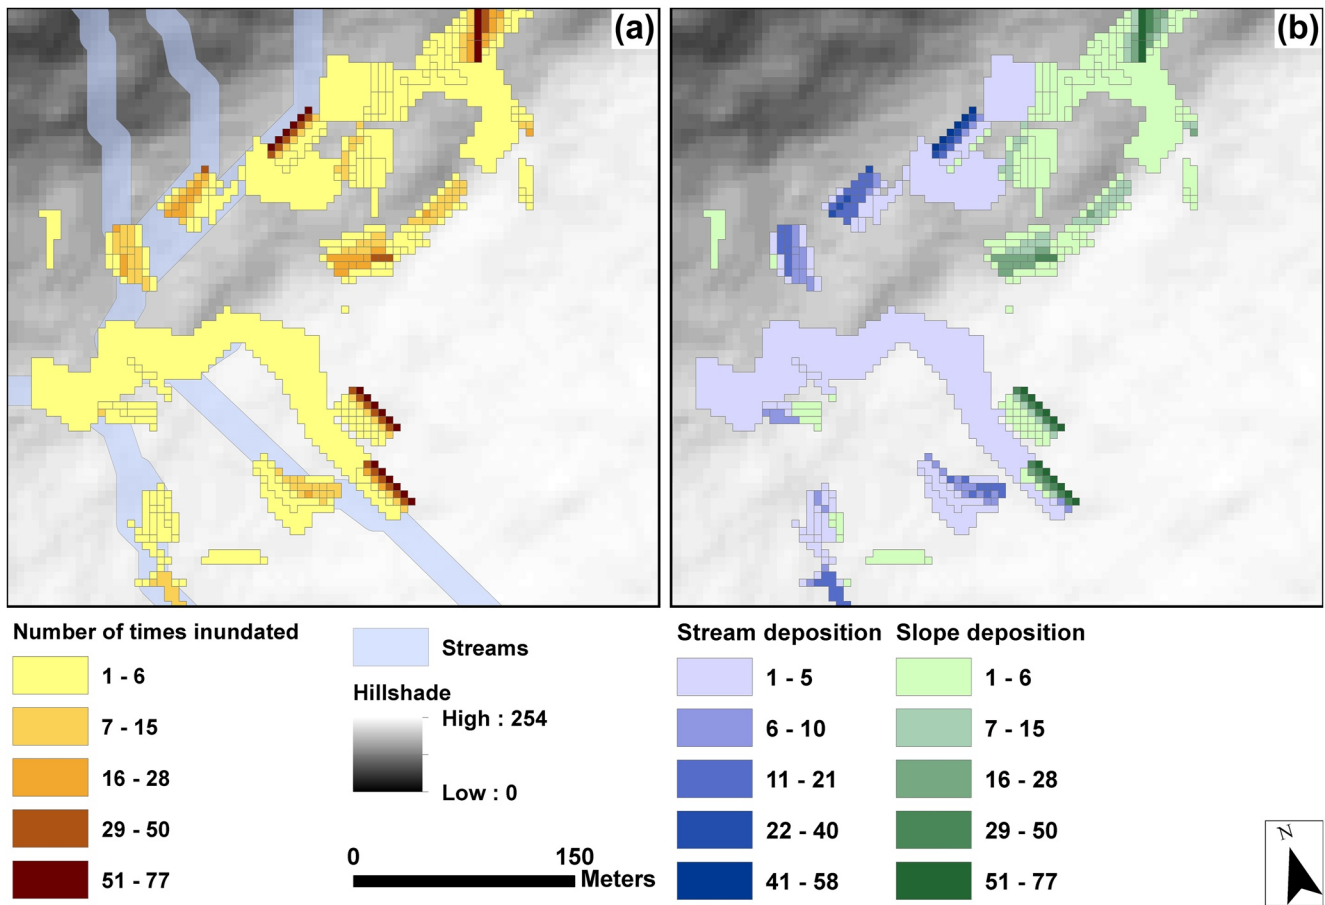 (a)
(b)
Number of times inundated
1 - 6
7 - 15
16 - 28
29 - 50
51 - 77
Streams
Hillshade
High : 254
Low : 0
0 150
Meters
Stream deposition
1 - 5
6 - 10
11 - 21
22 - 40
41 - 58
Slope deposition
1 - 6
7 - 15
16 - 28
29 - 50
51 - 77
N